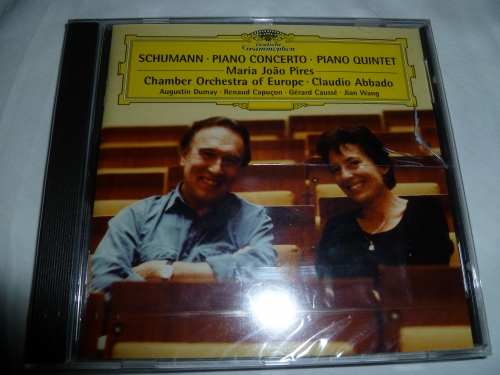 Deutsche
Grammophon
SCHUMANN · PIANO CONCERTO · PIANO QUINTET
Maria João Pires
Chamber Orchestra of Europe · Claudio Abbado
Augustin Dumay · Renaud Capuçon · Gérard Caussé · Jian Wang